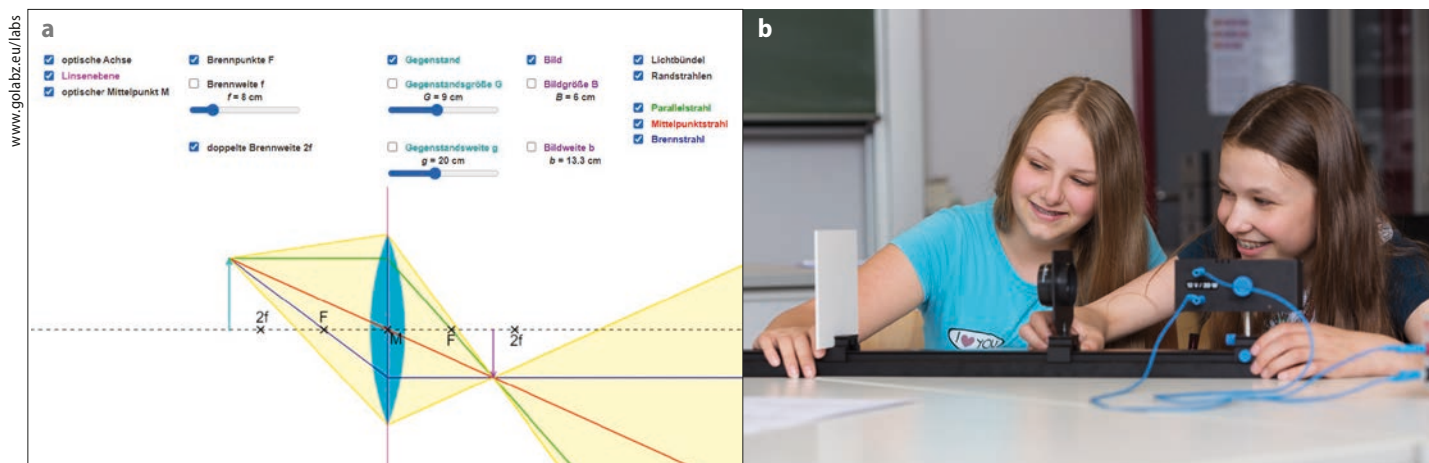 www.golabz.eu/labs
a
optische Achse
Linsenebene
optischer Mittelpunkt M
Brennpunkte F
Brennweite f
f = 8 cm
doppelte Brennweite 2f
Gegenstand
Gegenstandsgröße G
G = 9 cm
Gegenstandsweite g
g = 20 cm
Bild
Bildgröße B
B = 6 cm
Bildweite b
b = 13.3 cm
Lichtbündel
Randstrahlen
Parallelstrahl
Mittelpunktstrahl
Brennstrahl
2f
F
M
F
2f
b
12 V / 20 W
I ♥ YOU